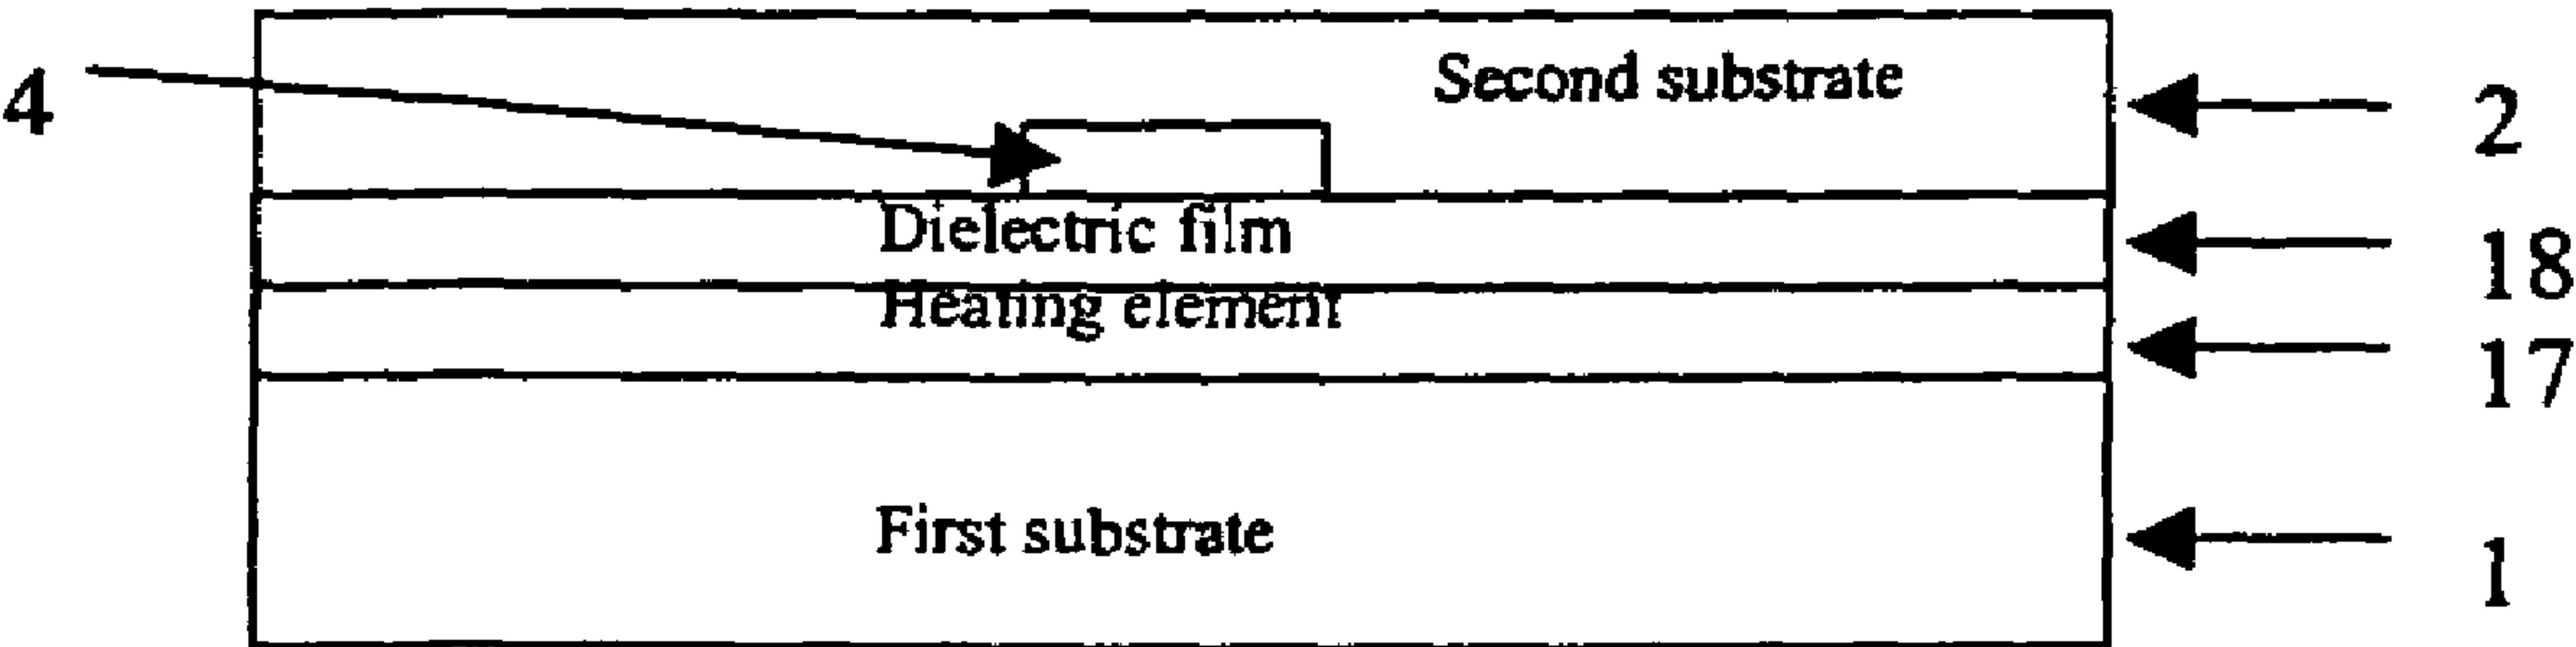 Second substrate
4
2
Dielectric film
18
Heating element
17
First substrate
1